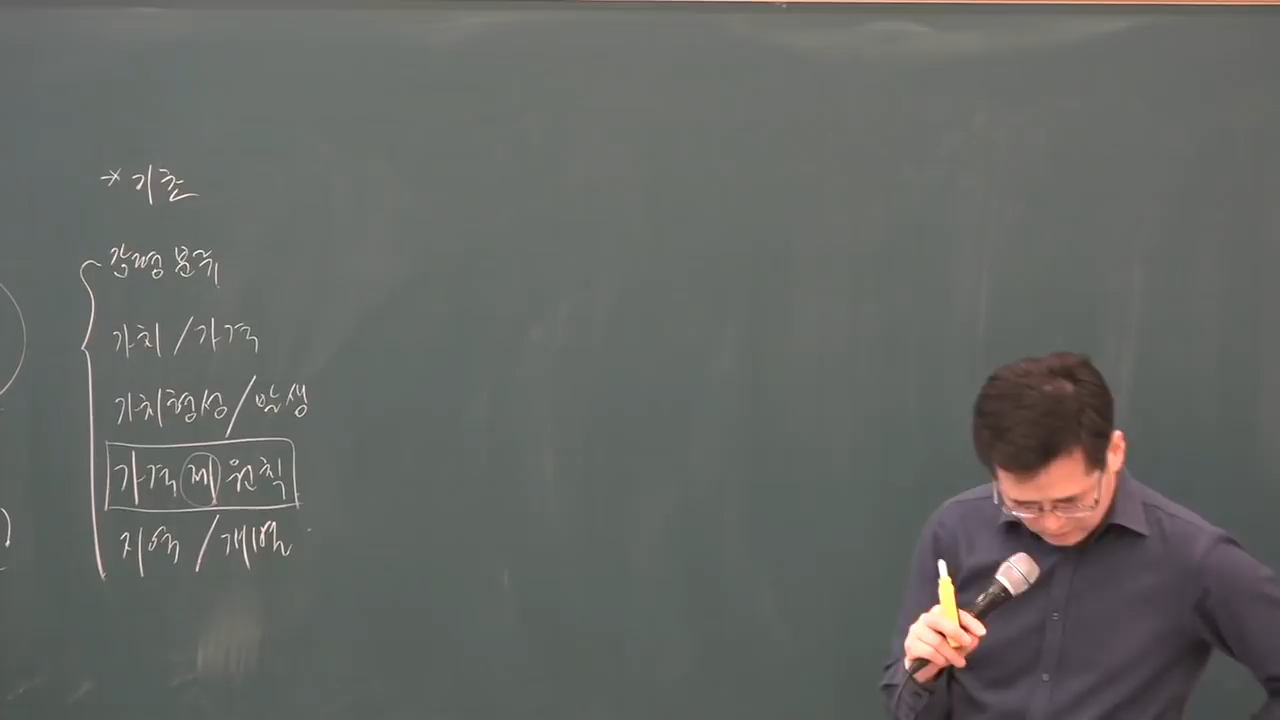 * 기출
감평 분류
가치 / 가격
가치형성 / 발생
가격 제 원칙
지역 / 개별